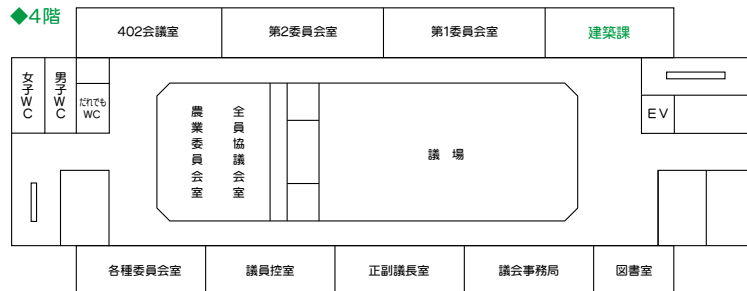 ◆4階
402会議室
第2委員会室
第1委員会室
建築課
女子WC
男子WC
だれでも
WC
農業委員会室
全員協議会室
議場
EV
各種委員会室
議員控室
正副議長室
議会事務局
図書室